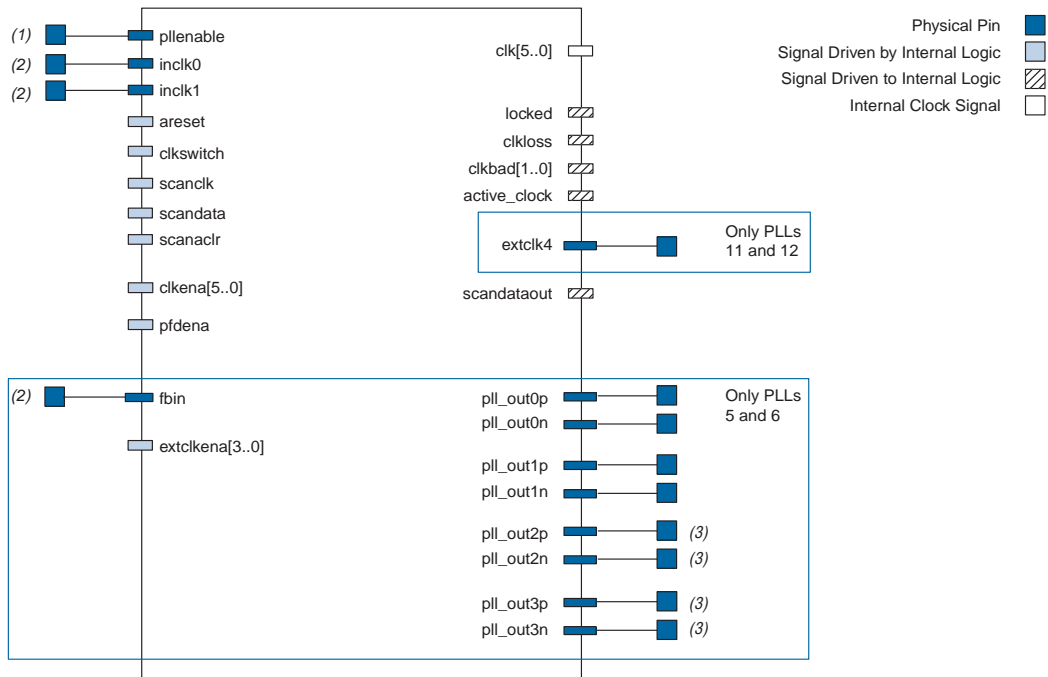 (1) pllenable
(2) inclk0
(2) inclk1
areset
clkswitch
scanclk
scandata
scanaclr
clkena[5..0]
pfdena
(2) fbin
extclkena[3..0]
clk[5..0]
locked
clkloss
clkbad[1..0]
active_clock
extclk4
Only PLLs
11 and 12
scandataout
pll_out0p
Only PLLs
5 and 6
pll_out0n
pll_out1p
pll_out1n
pll_out2p (3)
pll_out2n (3)
pll_out3p (3)
pll_out3n (3)
Physical Pin
Signal Driven by Internal Logic
Signal Driven to Internal Logic
Internal Clock Signal